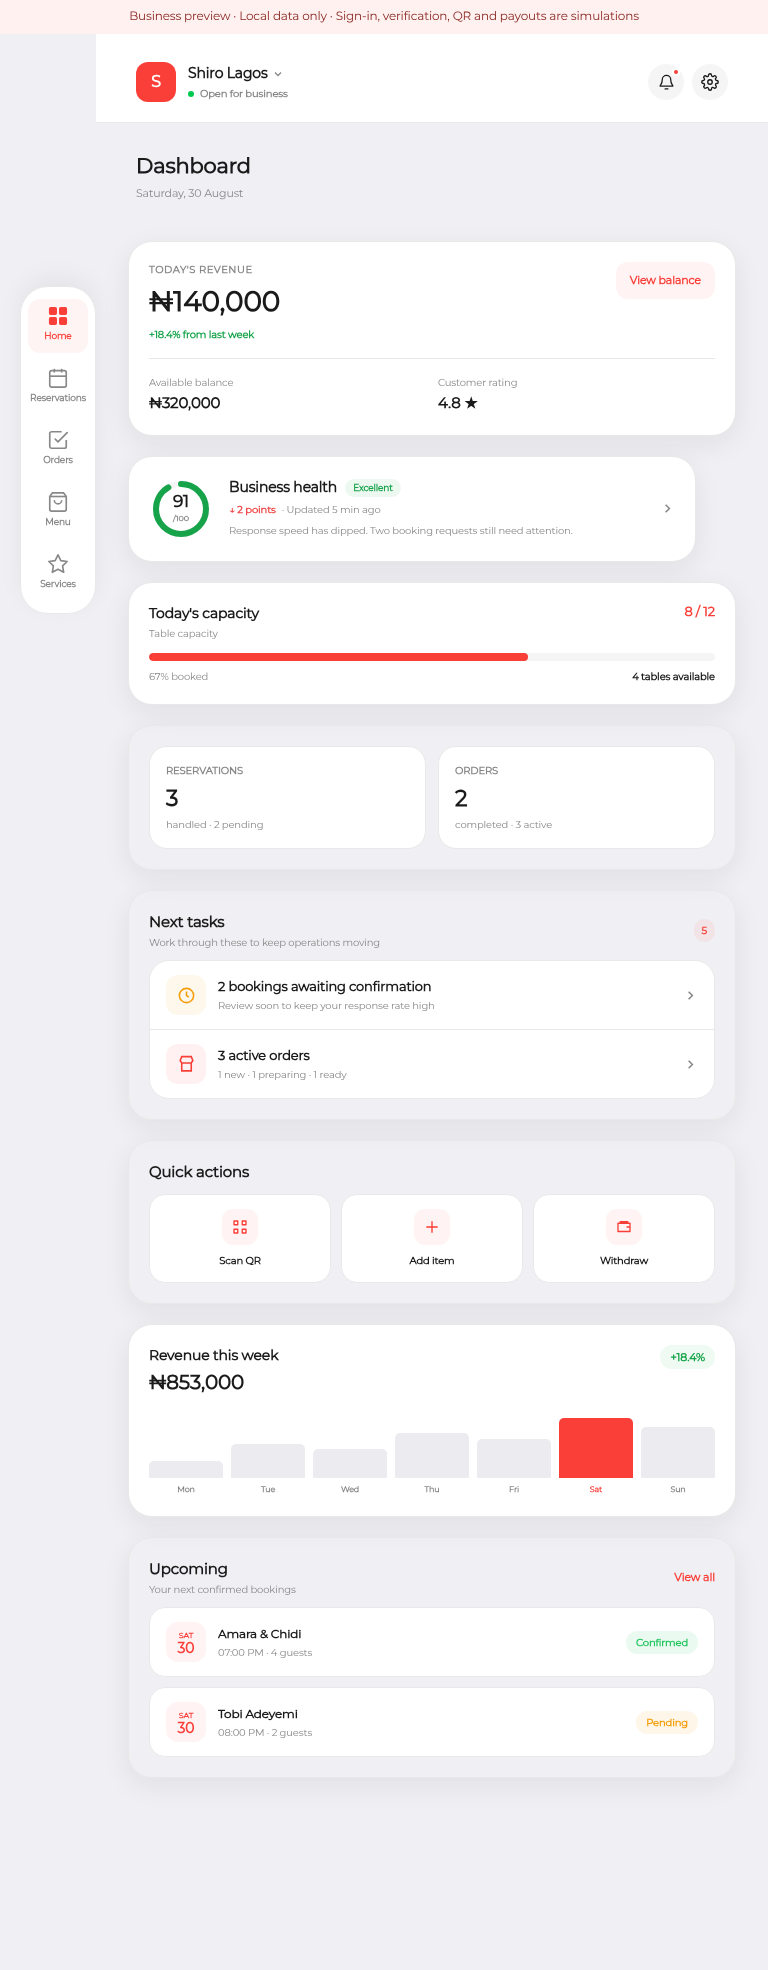 Business preview · Local data only · Sign-in, verification, QR and payouts are simulations
S
Shiro Lagos
Open for business
Dashboard
Saturday, 30 August
Home
Reservations
Orders
Menu
Services
TODAY'S REVENUE
View balance
₦140,000
+18.4% from last week
Available balance
₦320,000
Customer rating
4.8 ★
91
/100
Business health
Excellent
↓ 2 points · Updated 5 min ago
Response speed has dipped. Two booking requests still need attention.
Today's capacity
8 / 12
Table capacity
67% booked
4 tables available
RESERVATIONS
3
handled · 2 pending
ORDERS
2
completed · 3 active
Next tasks
Work through these to keep operations moving
5
2 bookings awaiting confirmation
Review soon to keep your response rate high
3 active orders
1 new · 1 preparing · 1 ready
Quick actions
Scan QR
Add item
Withdraw
Revenue this week
+18.4%
₦853,000
Mon
Tue
Wed
Thu
Fri
Sat
Sun
Upcoming
Your next confirmed bookings
View all
SAT
30
Amara & Chidi
07:00 PM · 4 guests
Confirmed
SAT
30
Tobi Adeyemi
08:00 PM · 2 guests
Pending